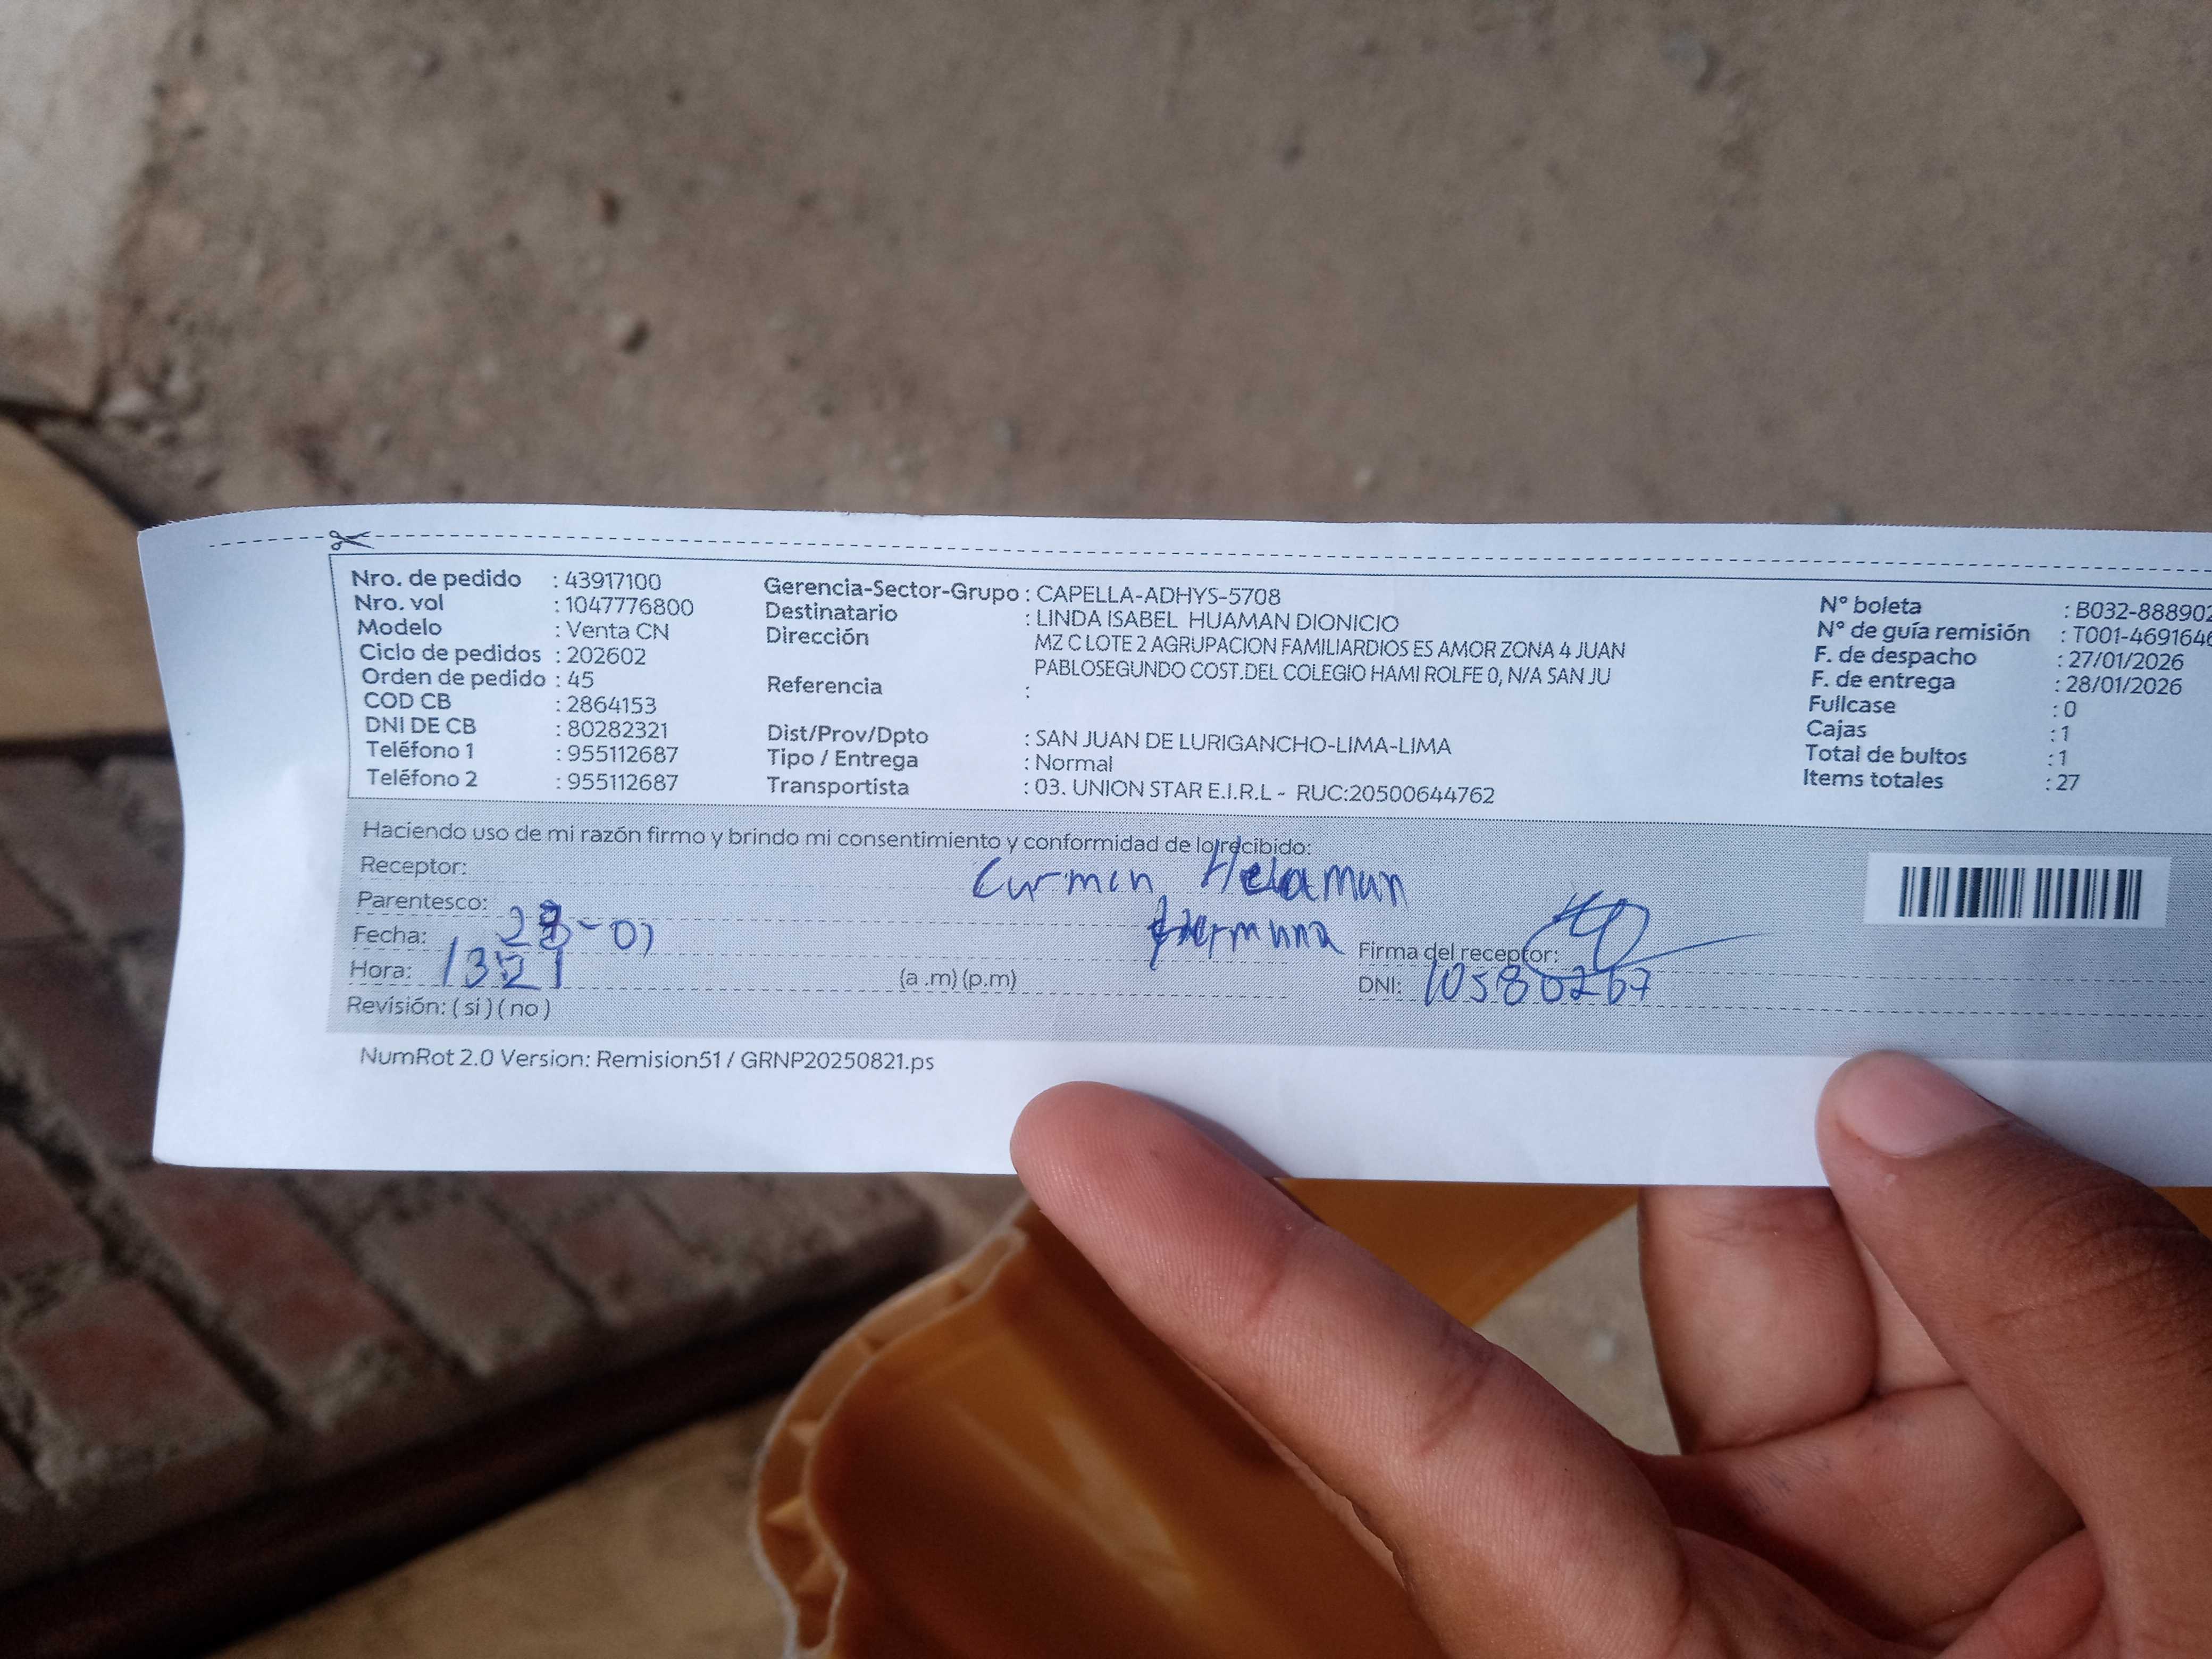 Nro. de pedido : 43917100
Nro. vol : 1047776800
Modelo : Venta CN
Ciclo de pedidos : 202602
Orden de pedido : 45
COD CB : 2864153
DNI DE CB : 80282321
Teléfono 1 : 955112687
Teléfono 2 : 955112687
Gerencia-Sector-Grupo : CAPELLA-ADHYS-5708
Destinatario : LINDA ISABEL HUAMAN DIONICIO
Dirección MZ C LOTE 2 AGRUPACION FAMILIARDIOS ES AMOR ZONA 4 JUAN
PABLOSEGUNDO COST.DEL COLEGIO HAMI ROLFE 0, N/A SAN JU
Referencia :
Dist/Prov/Dpto : SAN JUAN DE LURIGANCHO-LIMA-LIMA
Tipo / Entrega : Normal
Transportista : 03. UNION STAR E.I.R.L - RUC:20500644762
N° boleta : B032-888902
N° de guía remisión : T001-469164
F. de despacho : 27/01/2026
F. de entrega : 28/01/2026
Fullcase : 0
Cajas : 1
Total de bultos : 1
Items totales : 27
Haciendo uso de mi razón firmo y brindo mi consentimiento y conformidad de lo recibido:
Receptor: Curmen
Parentesco:
Fecha:
Hora: 1321 (a .m) (p.m)
Firma del receptor:
DNI: 10580267
Revisión: ( si ) ( no )
NumRot 2.0 Version: Remision51 / GRNP20250821.ps